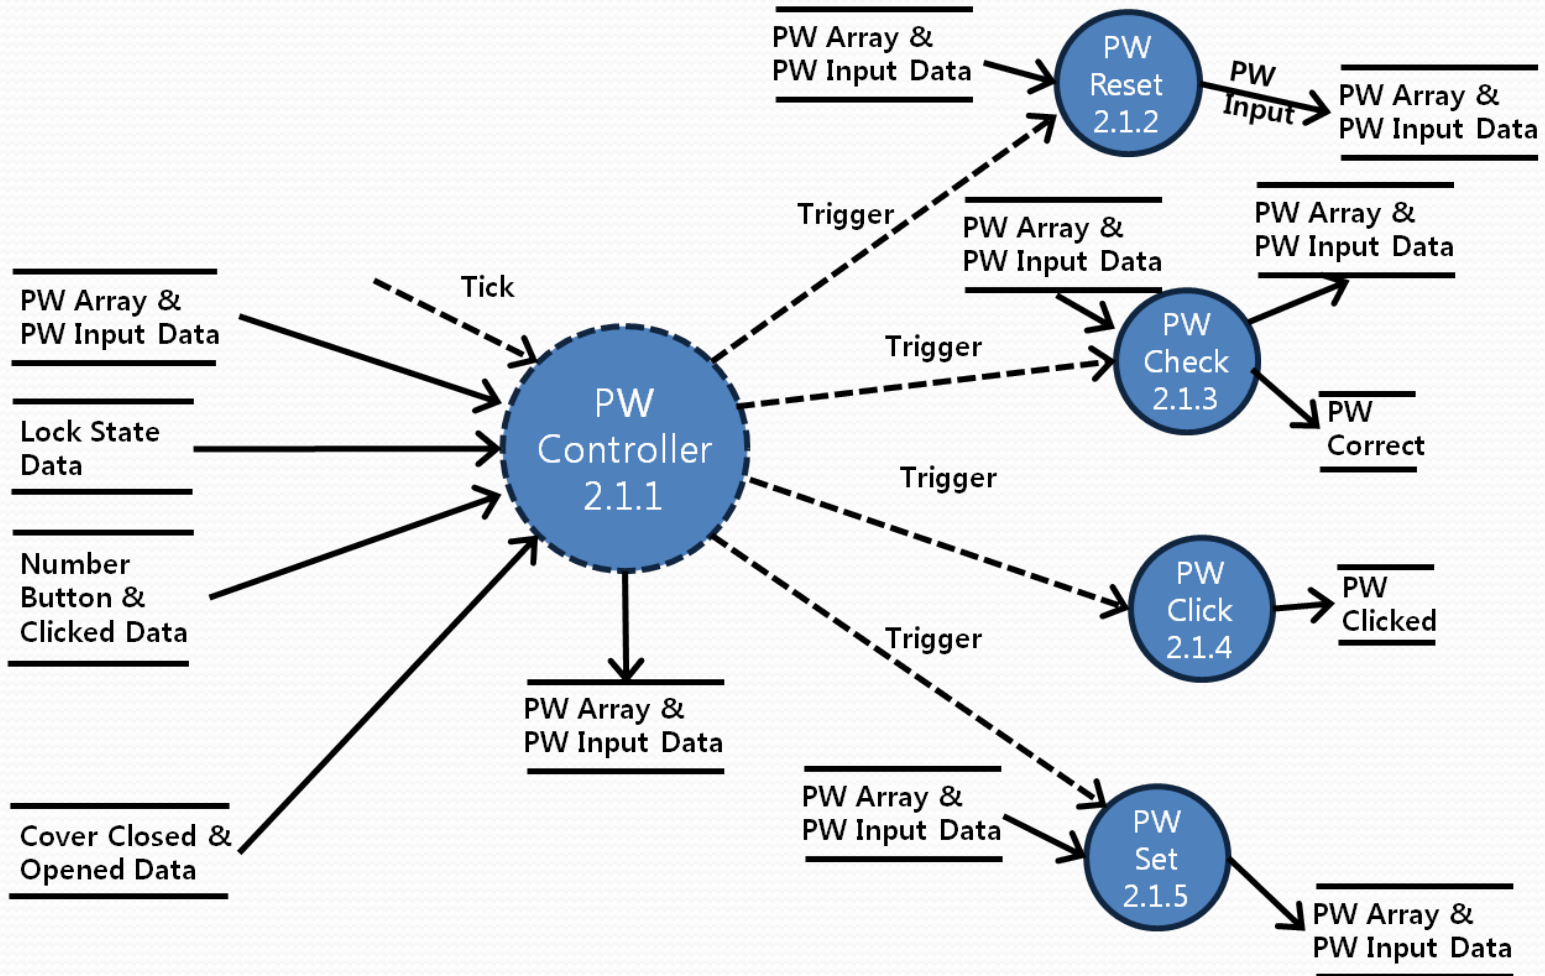 PW Array &
PW Input Data
PW
Reset
2.1.2
PW
Input
PW Array &
PW Input Data
Trigger
PW Array &
PW Input Data
PW Array &
PW Input Data
Tick
PW Array &
PW Input Data
Trigger
PW
Check
2.1.3
PW
Correct
Lock State
Data
PW
Controller
2.1.1
Trigger
Number
Button &
Clicked Data
PW
Click
2.1.4
PW
Clicked
Trigger
PW Array &
PW Input Data
Cover Closed &
Opened Data
PW Array &
PW Input Data
PW
Set
2.1.5
PW Array &
PW Input Data